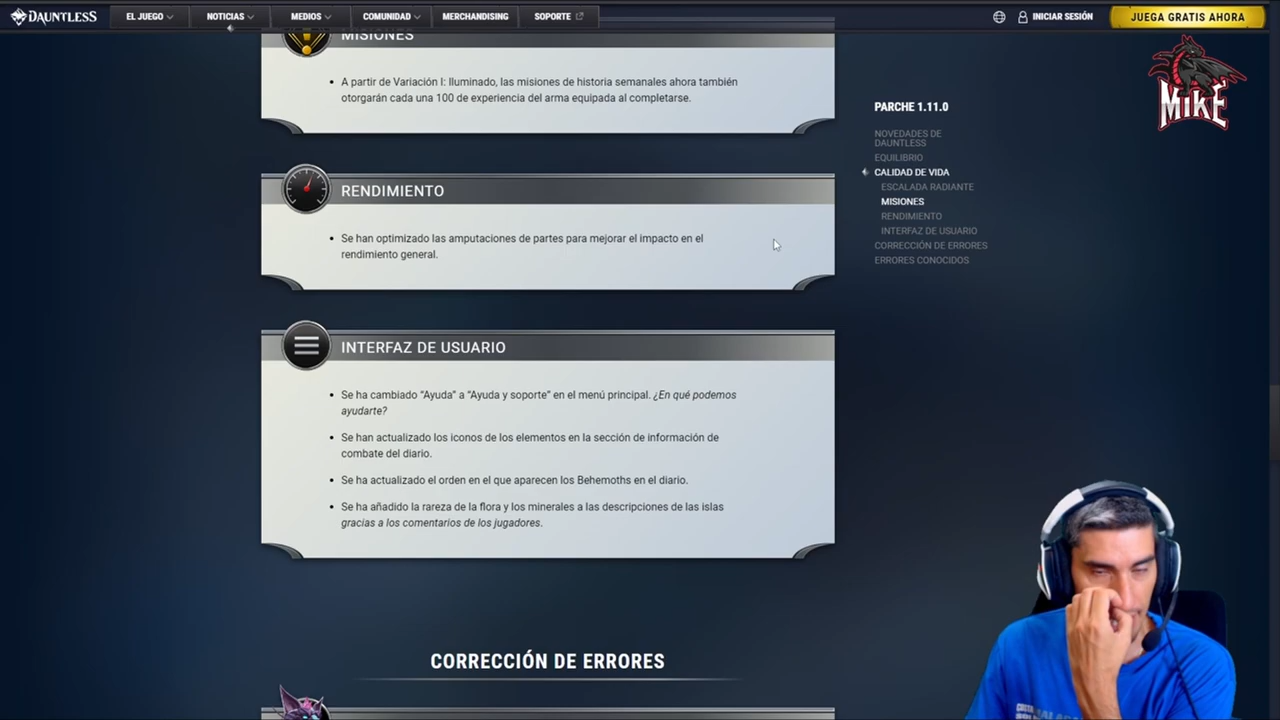 DAUNTLESS
EL JUEGO
NOTICIAS
MEDIOS
COMUNIDAD
MERCHANDISING
SOPORTE
INICIAR SESIÓN
JUEGA GRATIS AHORA
MISIONES
• A partir de Variación I: Iluminado, las misiones de historia semanales ahora también
otorgarán cada una 100 de experiencia del arma equipada al completarse.
RENDIMIENTO
• Se han optimizado las amputaciones de partes para mejorar el impacto en el
rendimiento general.
INTERFAZ DE USUARIO
• Se ha cambiado “Ayuda” a “Ayuda y soporte” en el menú principal. ¿En qué podemos
ayudarte?
• Se han actualizado los iconos de los elementos en la sección de información de
combate del diario.
• Se ha actualizado el orden en el que aparecen los Behemoths en el diario.
• Se ha añadido la rareza de la flora y los minerales a las descripciones de las islas
gracias a los comentarios de los jugadores.
CORRECCIÓN DE ERRORES
MIKE
PARCHE 1.11.0
NOVEDADES DE
DAUNTLESS
EQUILIBRIO
CALIDAD DE VIDA
ESCALADA RADIANTE
MISIONES
RENDIMIENTO
INTERFAZ DE USUARIO
CORRECCIÓN DE ERRORES
ERRORES CONOCIDOS